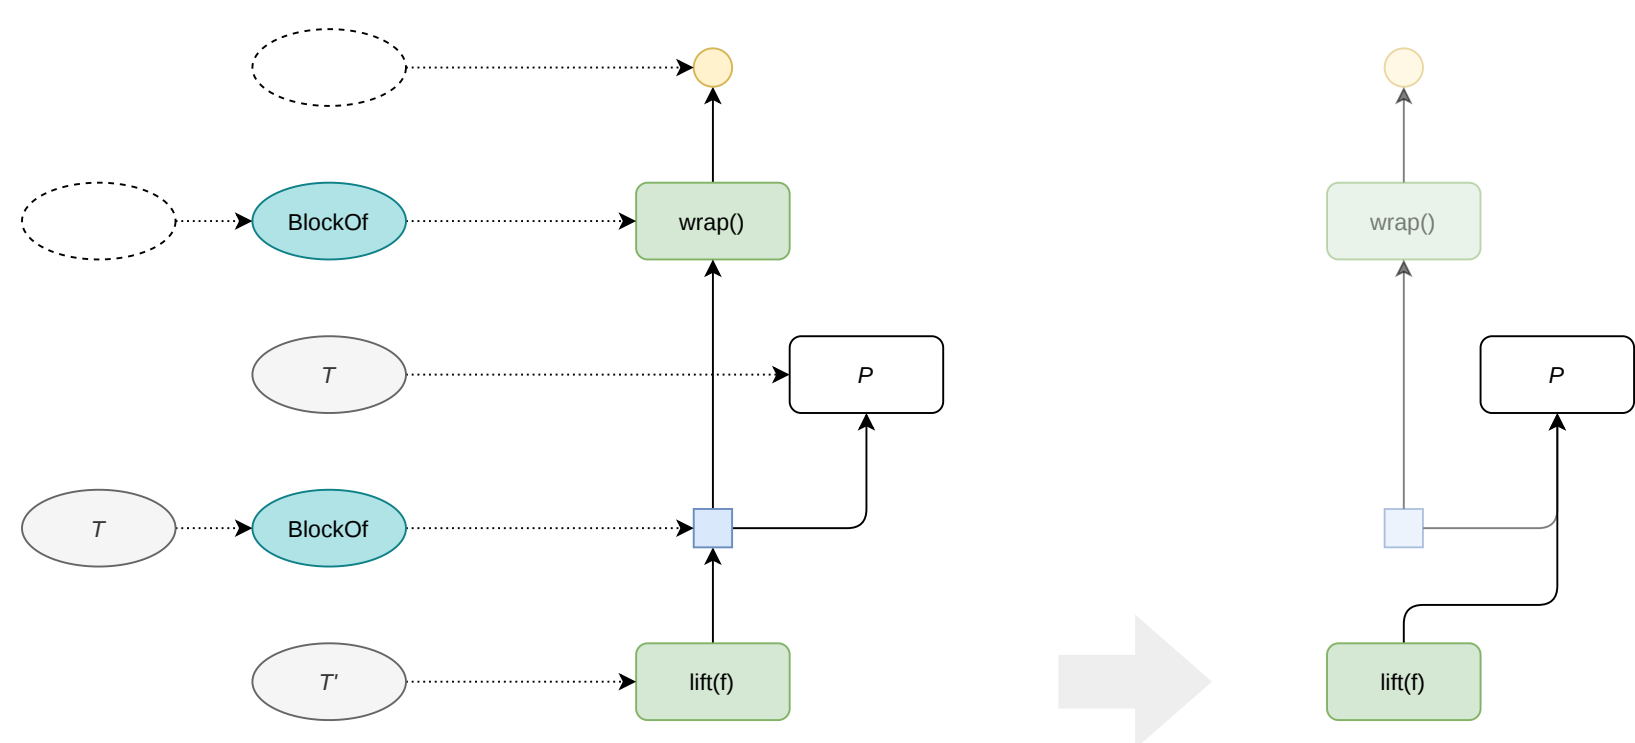 BlockOf
wrap()
wrap()
T
P
P
T
BlockOf
T'
lift(f)
lift(f)